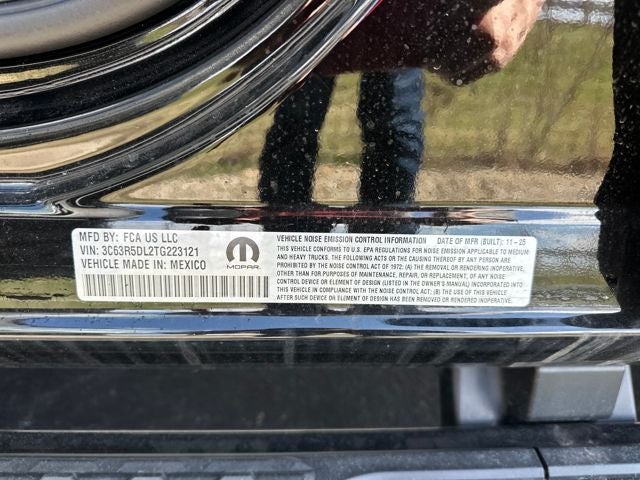 MFD BY: FCA US LLC
VIN: 3C63R5DL2TG223121
VEHICLE MADE IN: MEXICO
MOPAR
VEHICLE NOISE EMISSION CONTROL INFORMATION DATE OF MFR (BUILT): 11-25
THIS VEHICLE CONFORMS TO U.S. EPA REGULATIONS FOR NOISE EMISSION APPLICABLE TO MEDIUM
AND HEAVY TRUCKS. THE FOLLOWING ACTS OR THE CAUSING THEREOF BY ANY PERSON ARE
PROHIBITED BY THE NOISE CONTROL ACT OF 1972: (A) THE REMOVAL OR RENDERING INOPERATIVE,
OTHER THAN FOR PURPOSES OF MAINTENANCE, REPAIR, OR REPLACEMENT, OF ANY NOISE
CONTROL DEVICE OR ELEMENT OF DESIGN (LISTED IN THE OWNER'S MANUAL) INCORPORATED INTO
THIS VEHICLE IN COMPLIANCE WITH THE NOISE CONTROL ACT; (B) THE USE OF THIS VEHICLE
AFTER SUCH DEVICE OR ELEMENT OF DESIGN HAS BEEN REMOVED OR RENDERED INOPERATIVE.